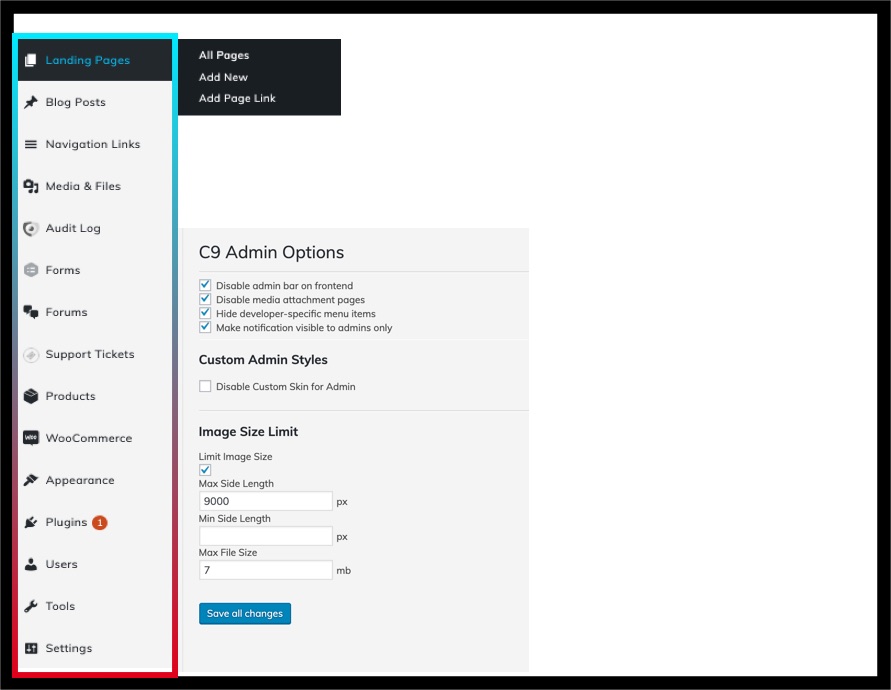 Landing Pages
All Pages
Add New
Add Page Link
Blog Posts
Navigation Links
Media & Files
Audit Log
Forms
Forums
Support Tickets
Products
Woo
WooCommerce
Appearance
Plugins 1
Users
Tools
Settings
C9 Admin Options
Disable admin bar on frontend
Disable media attachment pages
Hide developer-specific menu items
Make notification visible to admins only
Custom Admin Styles
Disable Custom Skin for Admin
Image Size Limit
Limit Image Size
Max Side Length
9000 px
Min Side Length
px
Max File Size
7 mb
Save all changes